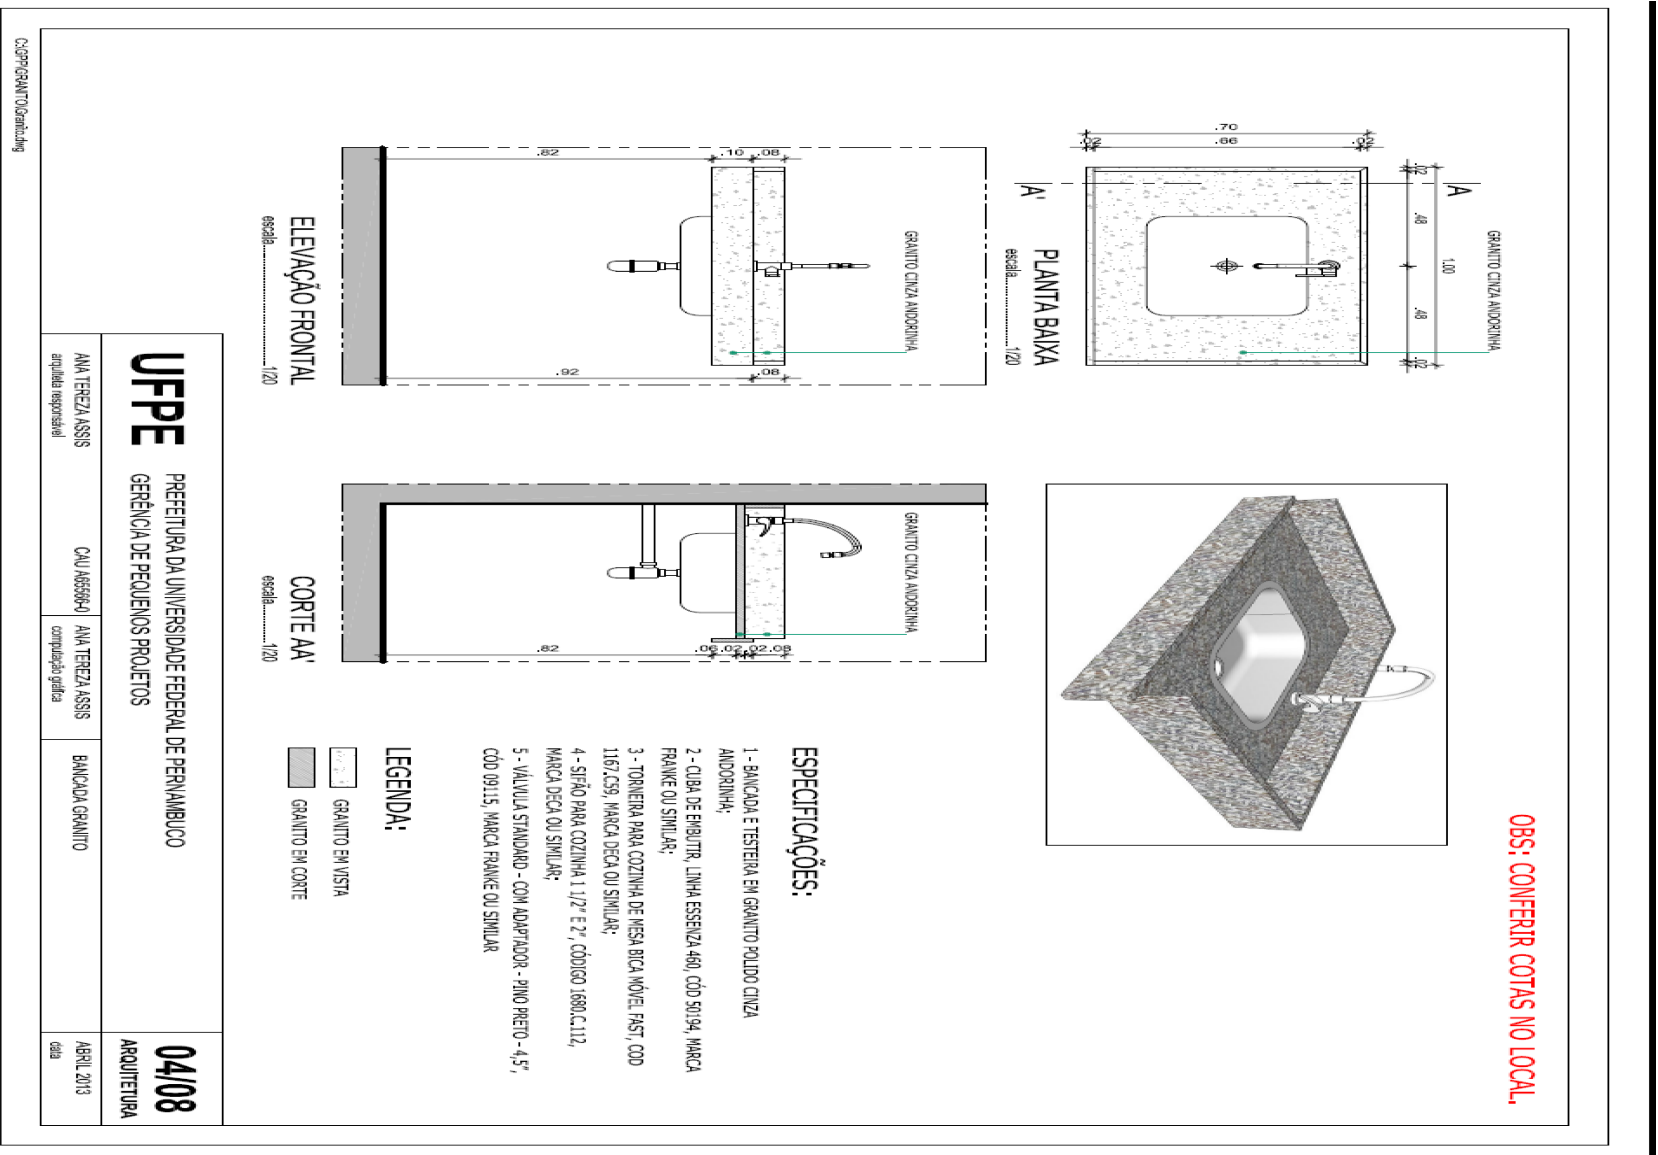 OBS: CONFERIR COTAS NO LOCAL.
GRANITO CINZA ANDORINHA
1.00
.02
.48
.48
.02
A
A'
.70
.02
.66
.02
PLANTA BAIXA
escala........................1/20
GRANITO CINZA ANDORINHA
.08
.10
.82
.08
.92
ELEVAÇÃO FRONTAL
escala........................1/20
GRANITO CINZA ANDORINHA
.08
.02
.02
.06
.82
CORTE AA'
escala.............1/20
ESPECIFICAÇÕES:
1 - BANCADA E TESTEIRA EM GRANITO POLIDO CINZA
ANDORINHA;
2 - CUBA DE EMBUTIR, LINHA ESSENZA 460, CÓD 50194, MARCA
FRANKE OU SIMILAR;
3 - TORNEIRA PARA COZINHA DE MESA BICA MÓVEL FAST, COD
1167.C59, MARCA DECA OU SIMILAR;
4 - SIFÃO PARA COZINHA 1 1/2" E 2", CÓDIGO 1680.C.112,
MARCA DECA OU SIMILAR;
5 - VÁLVULA STANDARD - COM ADAPTADOR - PINO PRETO - 4,5",
CÓD 09115, MARCA FRANKE OU SIMILAR
LEGENDA:
GRANITO EM VISTA
GRANITO EM CORTE
UFPE
PREFEITURA DA UNIVERSIDADE FEDERAL DE PERNAMBUCO
GERÊNCIA DE PEQUENOS PROJETOS
04/08
ARQUITETURA
ANA TEREZA ASSIS
CAU A65566-0
arquiteta responsável
ANA TEREZA ASSIS
computação gráfica
BANCADA GRANITO
ABRIL 2013
data
C:\GPP\GRANITO\Granito.dwg